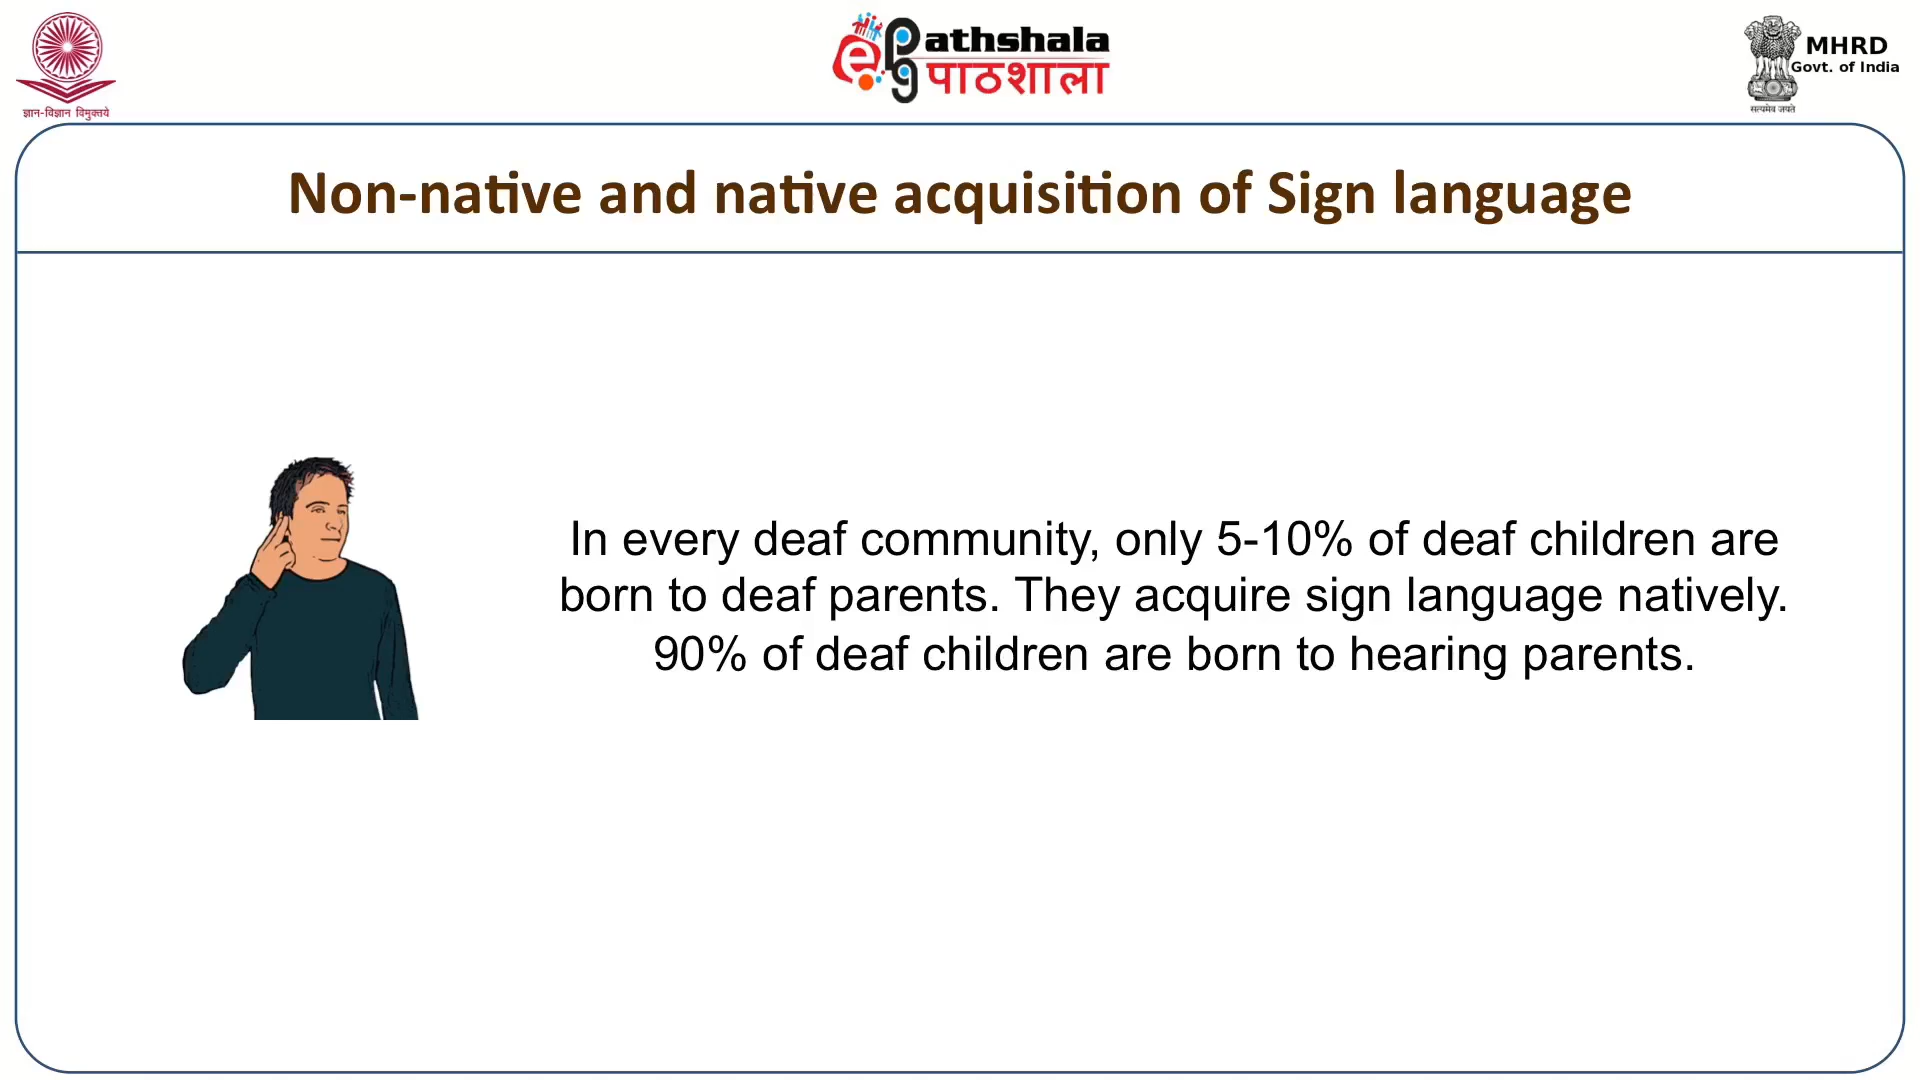 ज्ञान-विज्ञान विमुक्तये
ePathshala
पाठशाला
MHRD
Govt. of India
सत्यमेव जयते
Non-native and native acquisition of Sign language
In every deaf community, only 5-10% of deaf children are
born to deaf parents. They acquire sign language natively.
90% of deaf children are born to hearing parents.